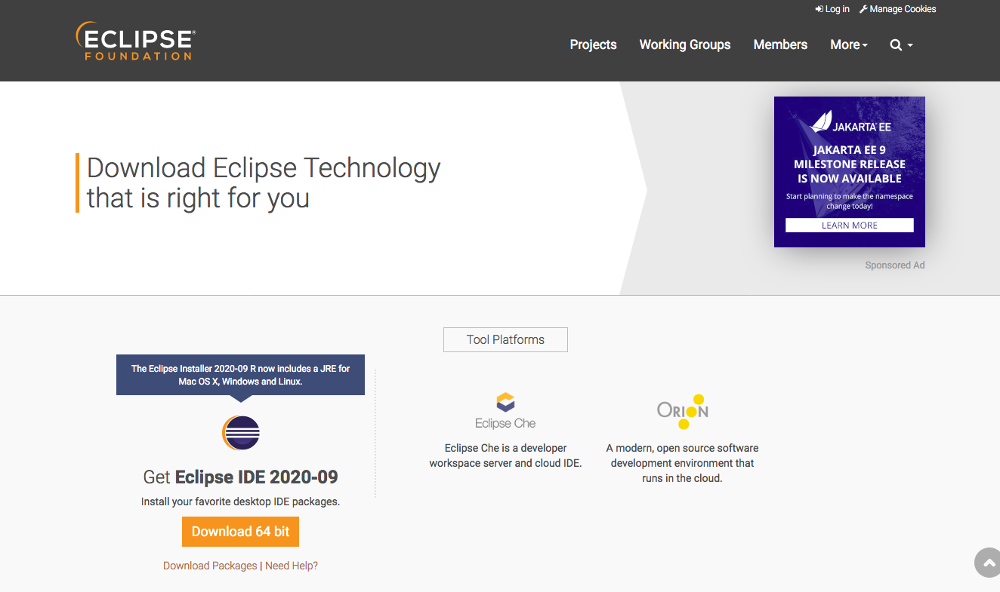 Log in Manage Cookies
ECLIPSE®
FOUNDATION
Projects Working Groups Members More
Download Eclipse Technology
that is right for you
JAKARTA® EE
JAKARTA EE 9
MILESTONE RELEASE
IS NOW AVAILABLE
Start planning to make the namespace
change today!
LEARN MORE
Sponsored Ad
Tool Platforms
The Eclipse Installer 2020-09 R now includes a JRE for
Mac OS X, Windows and Linux.
Get Eclipse IDE 2020-09
Install your favorite desktop IDE packages.
Download 64 bit
Download Packages | Need Help?
Eclipse Che
Eclipse Che is a developer
workspace server and cloud IDE.
ORION
A modern, open source software
development environment that
runs in the cloud.